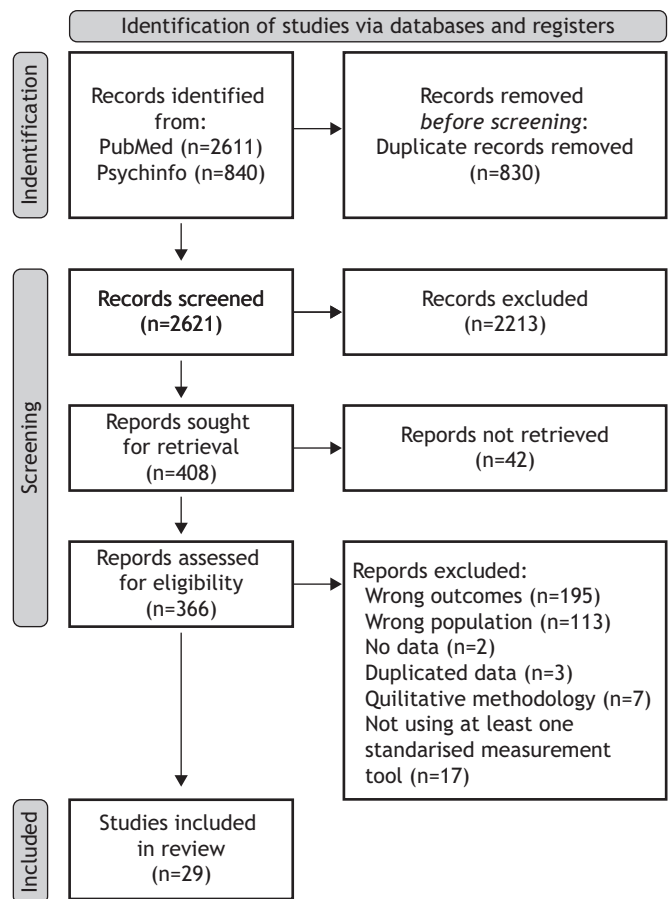 Identification of studies via databases and registers
Indentification
Records identified
from:
PubMed (n=2611)
Psychinfo (n=840)
Records removed
before screening:
Duplicate records removed
(n=830)
Screening
Records screened
(n=2621)
Records excluded
(n=2213)
Repords sought
for retrieval
(n=408)
Repords not retrieved
(n=42)
Repords assessed
for eligibility
(n=366)
Repords excluded:
Wrong outcomes (n=195)
Wrong population (n=113)
No data (n=2)
Duplicated data (n=3)
Quilitative methodology (n=7)
Not using at least one
standarised measurement
tool (n=17)
Included
Studies included
in review
(n=29)